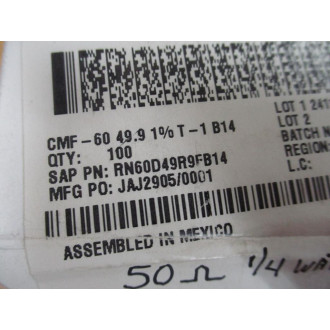 CMF-60 49.9 1% T-1 B14
QTY: 100
SAP PN: RN60D49R9FB14
MFG PO: JAJ2905/0001
LOT 1
LOT 2
BATCH
REGION
L.C:
ASSEMBLED IN MEXICO
50 Ω 1/4